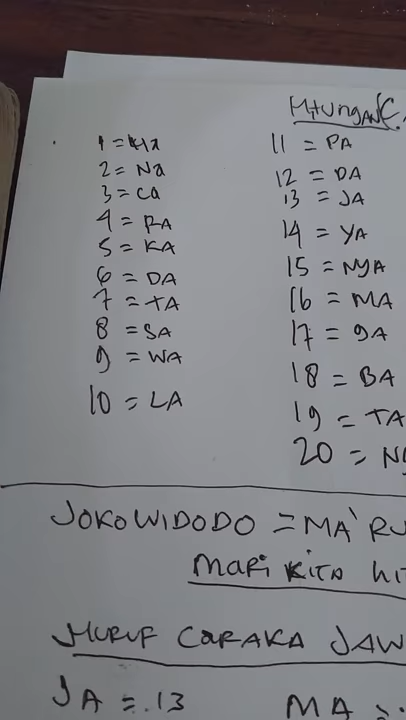 HitungAN C
1 = Ha
2 = Na
3 = Ca
4 = RA
5 = KA
6 = DA
7 = TA
8 = SA
9 = WA
10 = LA
11 = PA
12 = DA
13 = JA
14 = YA
15 = NYA
16 = MA
17 = gA
18 = BA
19 = TA
20 = N
JOKOWIDODO = MA'RU
MARi KiTA Hi
HURUF CARAKA JAW
JA = 13
MA =